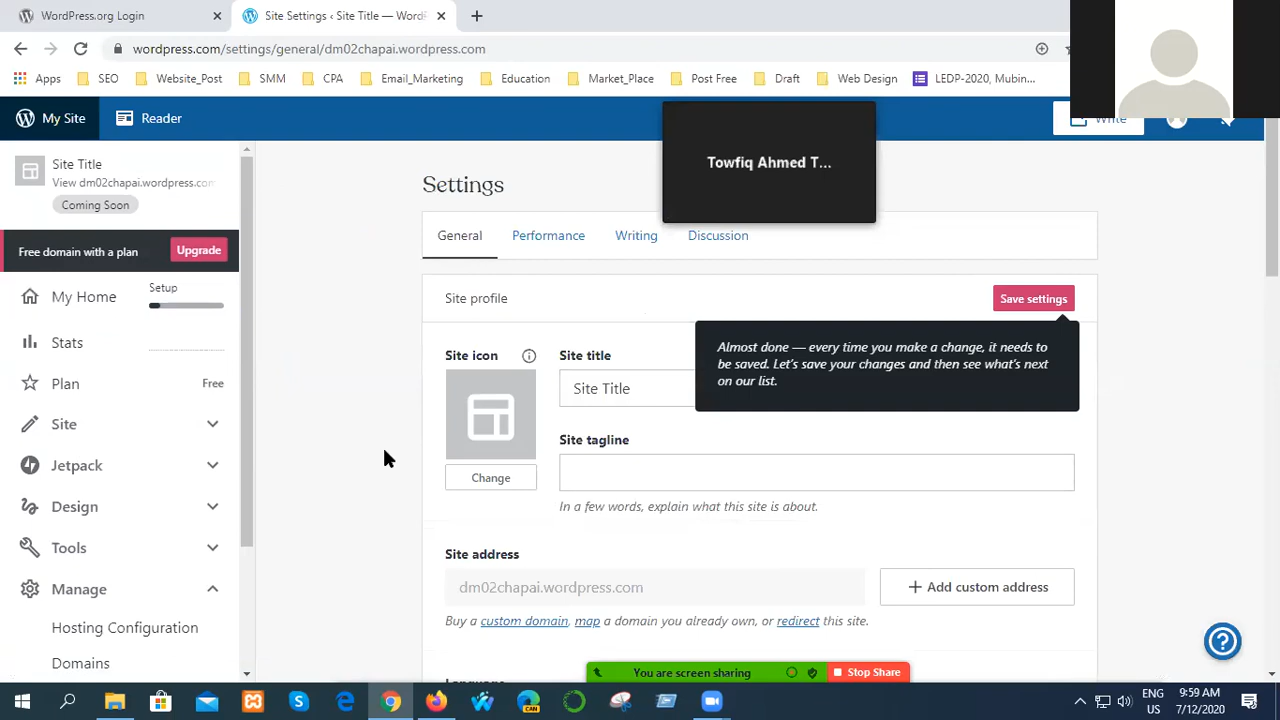 WordPress.org Login
Site Settings ‹ Site Title — WordP
wordpress.com/settings/general/dm02chapai.wordpress.com
Apps SEO Website_Post SMM CPA Email_Marketing Education Market_Place Post Free Draft Web Design LEDP-2020, Mubin...
My Site Reader Write
Towfiq Ahmed T...
Site Title
View dm02chapai.wordpress.con
Coming Soon
Free domain with a plan Upgrade
My Home Setup
Stats
Plan Free
Site
Jetpack
Design
Tools
Manage
Hosting Configuration
Domains
Settings
General Performance Writing Discussion
Site profile Save settings
Almost done — every time you make a change, it needs to
be saved. Let's save your changes and then see what's next
on our list.
Site icon Site title
Site Title
Site tagline
Change
In a few words, explain what this site is about.
Site address
dm02chapai.wordpress.com + Add custom address
Buy a custom domain, map a domain you already own, or redirect this site.
Language
You are screen sharing Stop Share
CAN
ENG 9:59 AM
US 7/12/2020